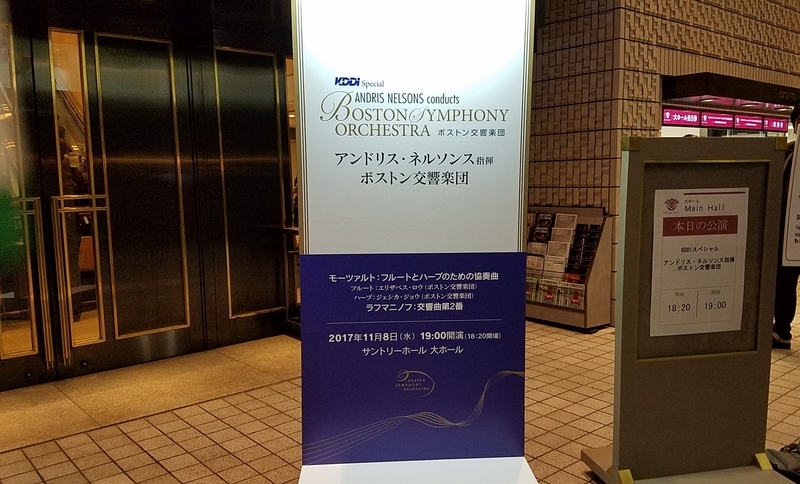 KDDI Special
ANDRIS NELSONS conducts
BOSTON SYMPHONY
ORCHESTRA ボストン交響楽団
アンドリス・ネルソンス指揮
ボストン交響楽団
モーツァルト：フルートとハープのための協奏曲
フルート：エリザベス・ロウ（ボストン交響楽団）
ハープ：ジェシカ・ジョウ（ボストン交響楽団）
ラフマニノフ：交響曲第2番
2017年11月8日（水） 19:00開演（18:20開場）
サントリーホール 大ホール
BOSTON
SYMPHONY
ORCHESTRA
大ホール
Main Hall
本日の公演
KDDIスペシャル
アンドリス・ネルソンス指揮
ボストン交響楽団
開場 開演
18:20 19:00